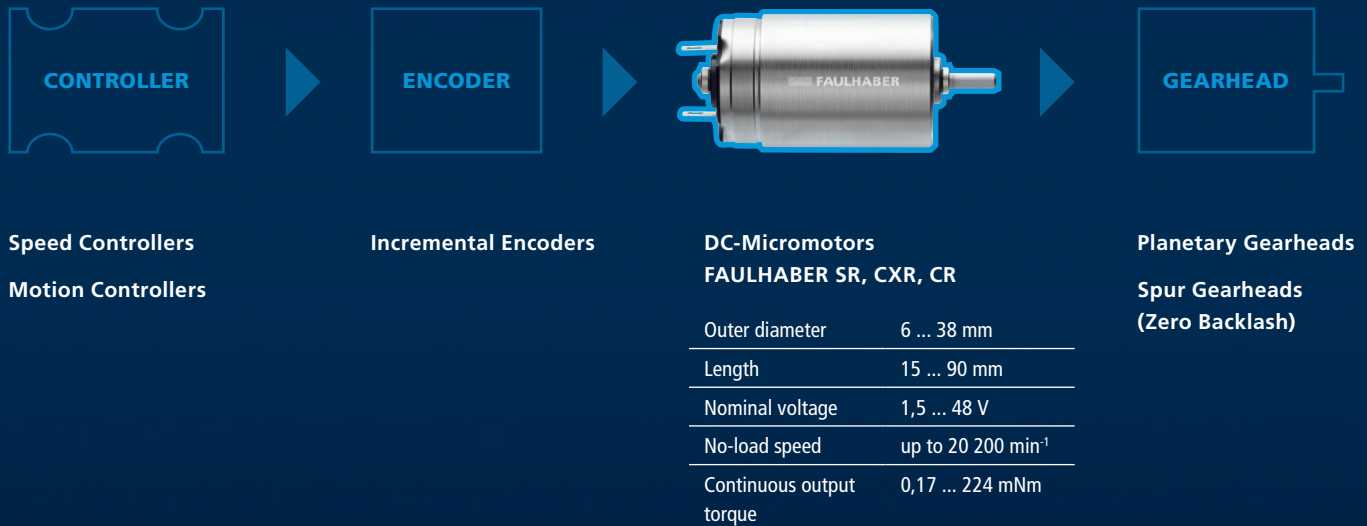 CONTROLLER
ENCODER
FAULHABER
GEARHEAD
Speed Controllers
Motion Controllers
Incremental Encoders
DC-Micromotors
FAULHABER SR, CXR, CR
Outer diameter 6 ... 38 mm
Length 15 ... 90 mm
Nominal voltage 1,5 ... 48 V
No-load speed up to 20 200 min⁻¹
Continuous output 0,17 ... 224 mNm
torque
Planetary Gearheads
Spur Gearheads
(Zero Backlash)